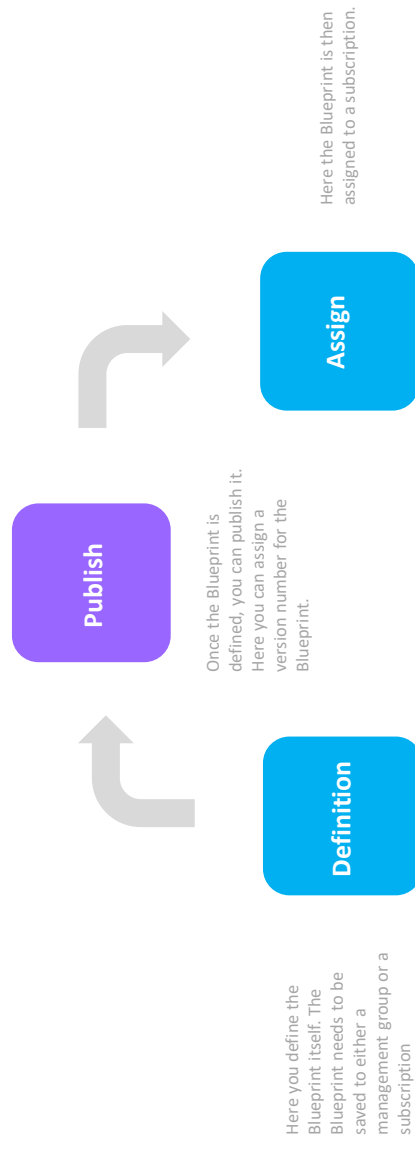 Here you define the
Blueprint itself. The
Blueprint needs to be
saved to either a
management group or a
subscription
Definition
Publish
Once the Blueprint is
defined, you can publish it.
Here you can assign a
version number for the
Blueprint.
Assign
Here the Blueprint is then
assigned to a subscription.